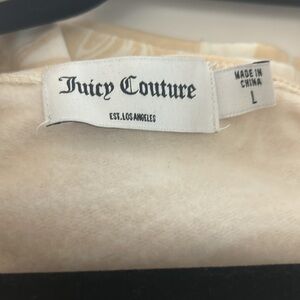 Juicy Couture
EST. LOS ANGELES
MADE IN
CHINA
L